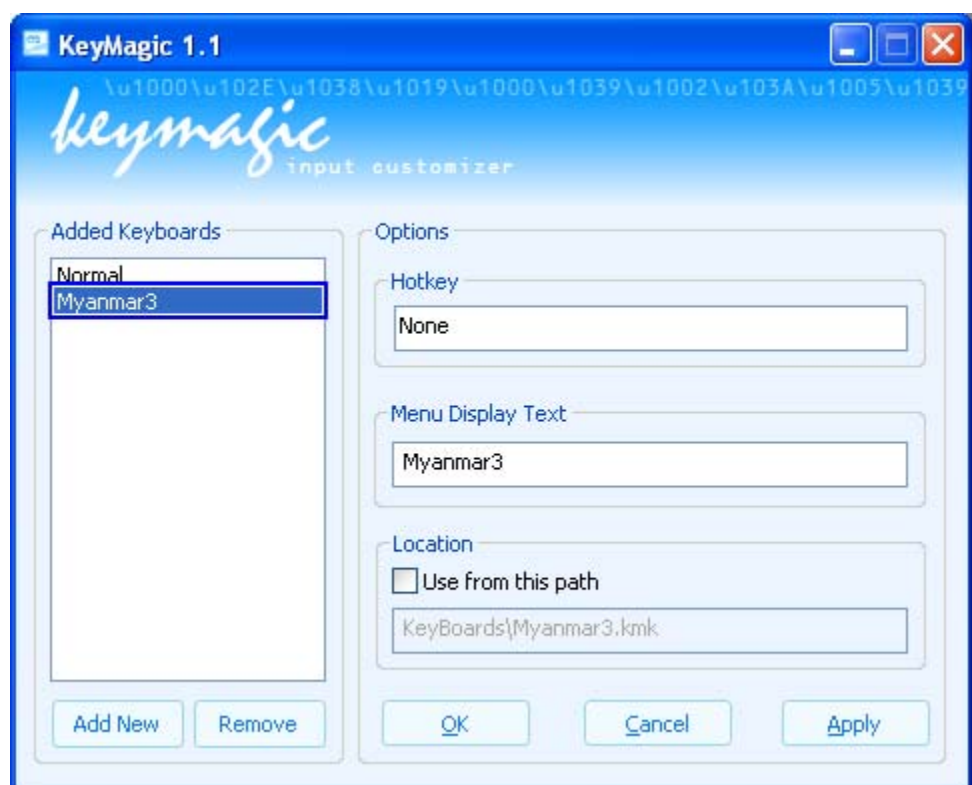 KeyMagic 1.1
\u1000\u102E\u1038\u1019\u1000\u1039\u1002\u103A\u1005\u1039
keymagic
input customizer
Added Keyboards
Normal
Myanmar3
Add New
Remove
Options
Hotkey
None
Menu Display Text
Myanmar3
Location
Use from this path
KeyBoards\Myanmar3.kmk
OK
Cancel
Apply